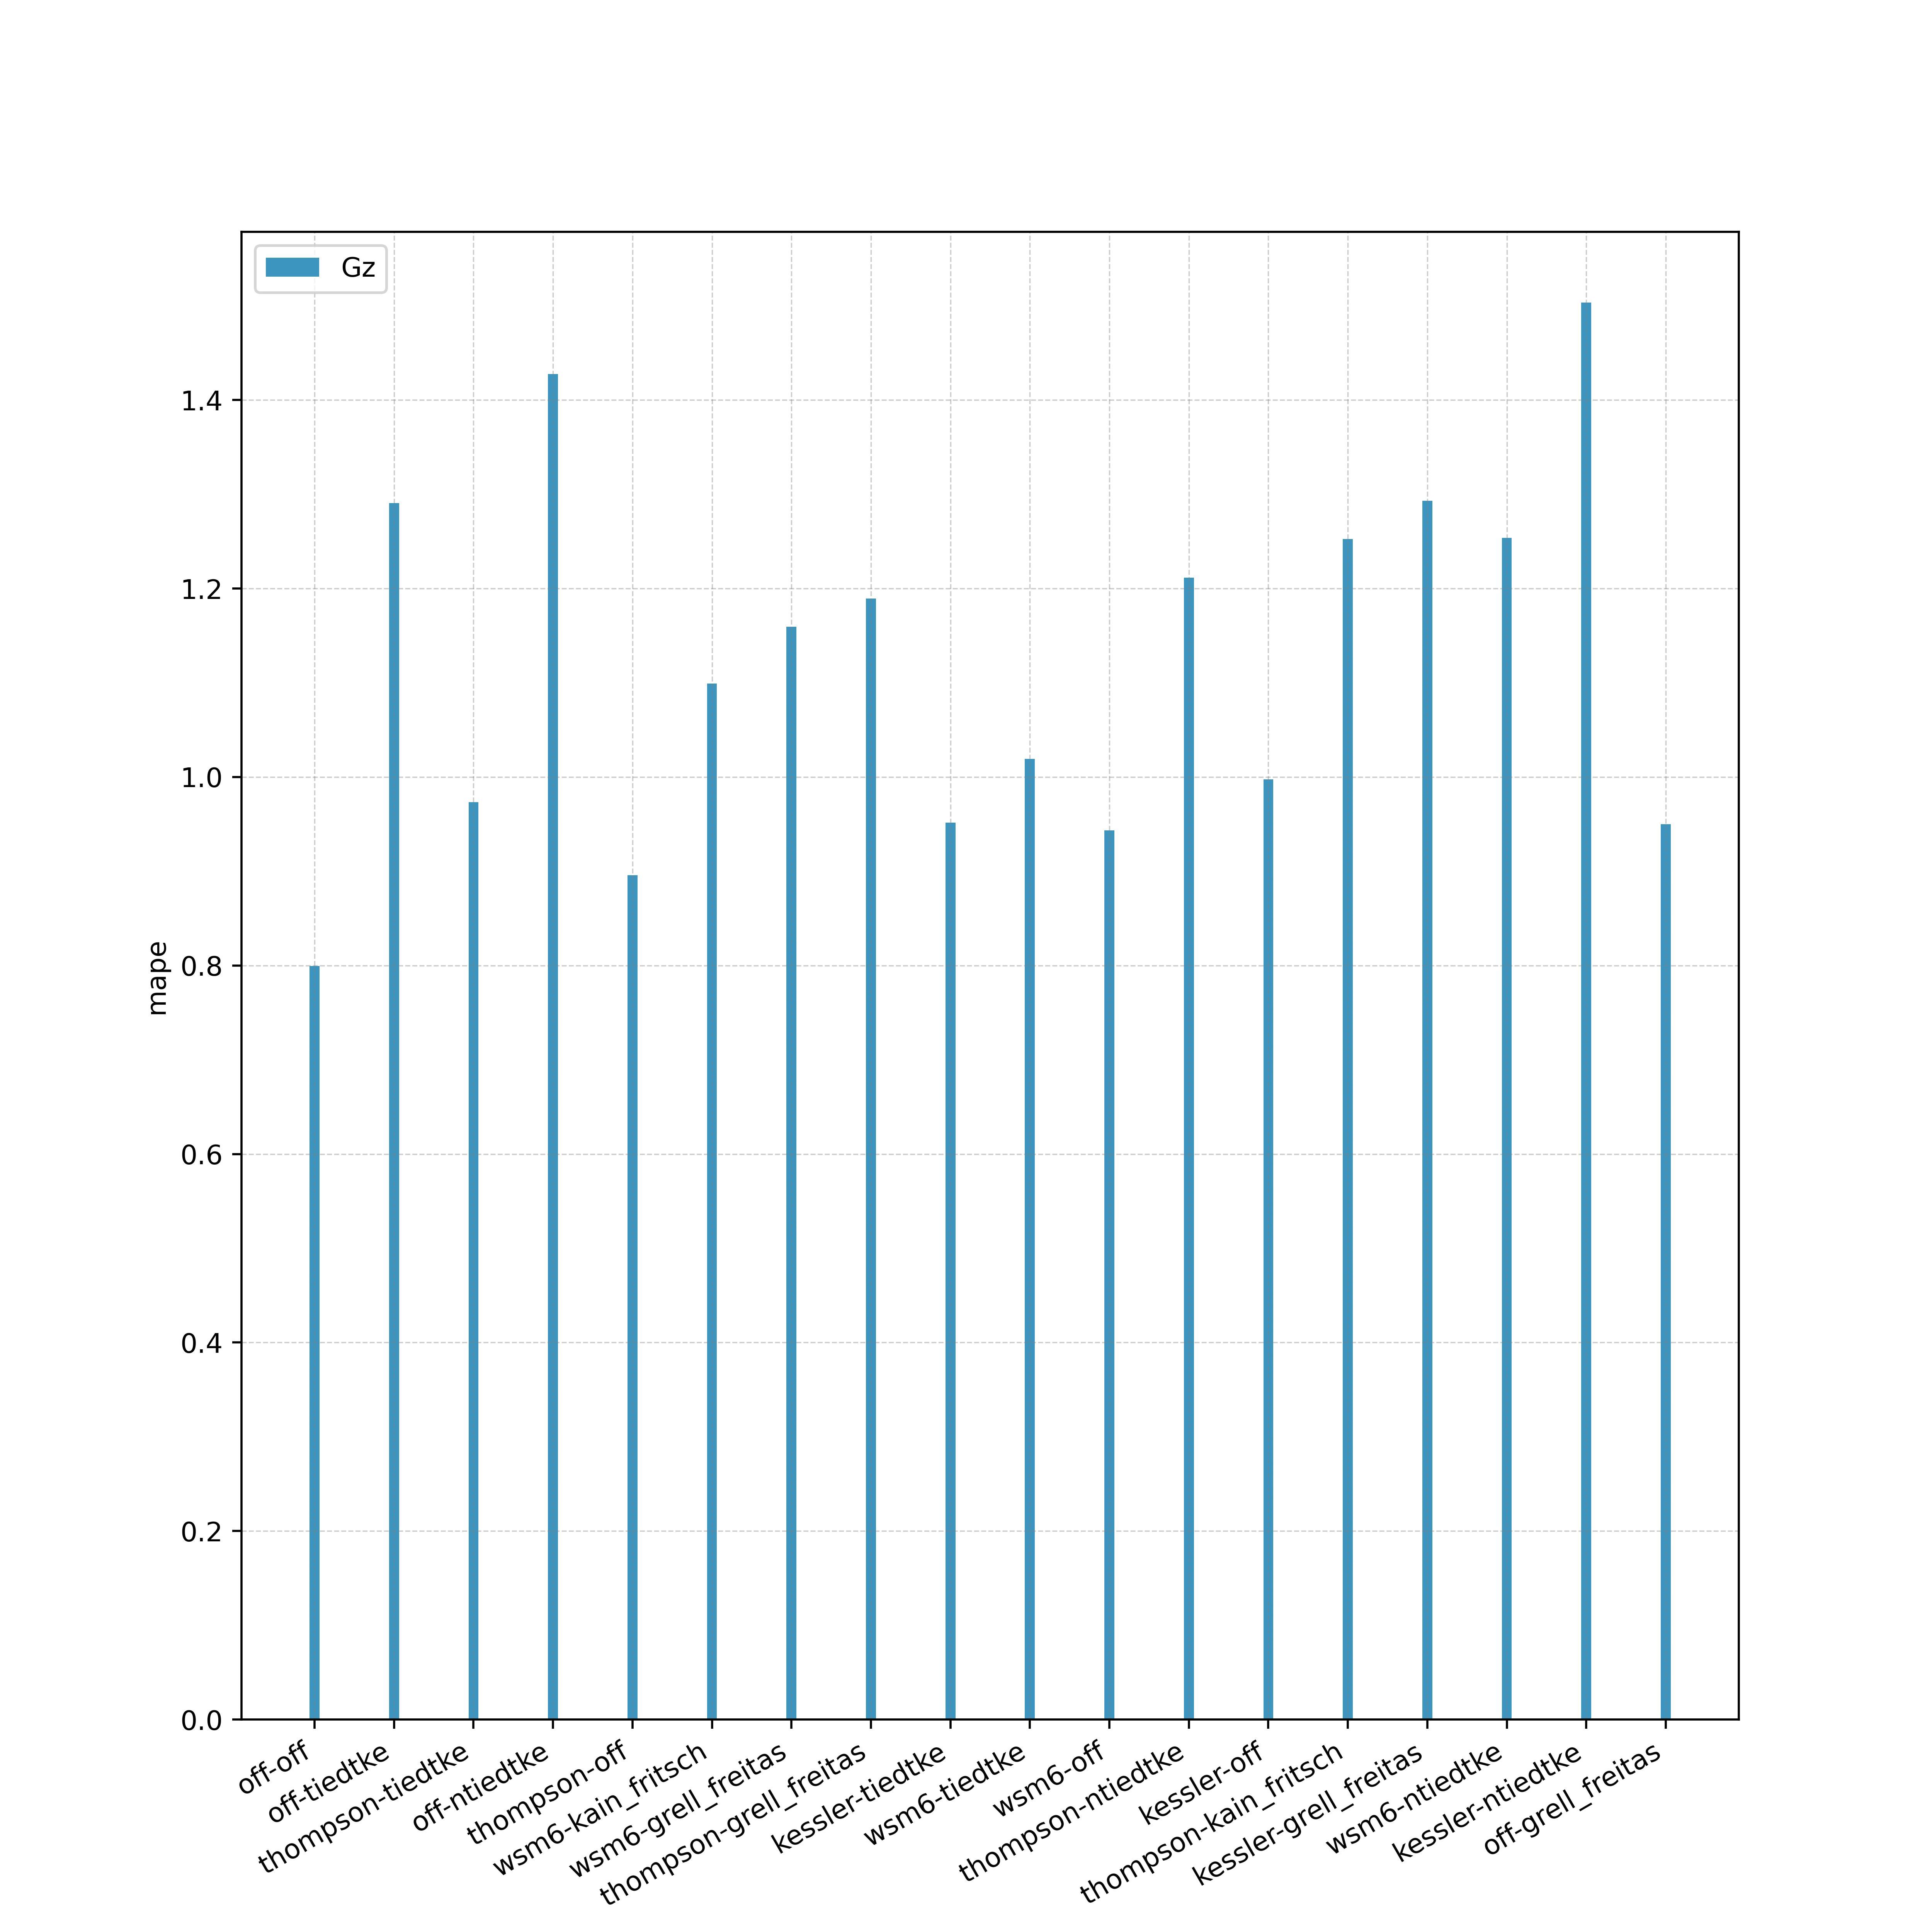 Gz
mape
1.4
1.2
1.0
0.8
0.6
0.4
0.2
0.0
off-off
off-tiedtke
thompson-tiedtke
off-ntiedtke
thompson-off
wsm6-kain_fritsch
wsm6-grell_freitas
thompson-grell_freitas
kessler-tiedtke
wsm6-tiedtke
wsm6-off
thompson-ntiedtke
kessler-off
thompson-kain_fritsch
kessler-grell_freitas
wsm6-ntiedtke
kessler-ntiedtke
off-grell_freitas